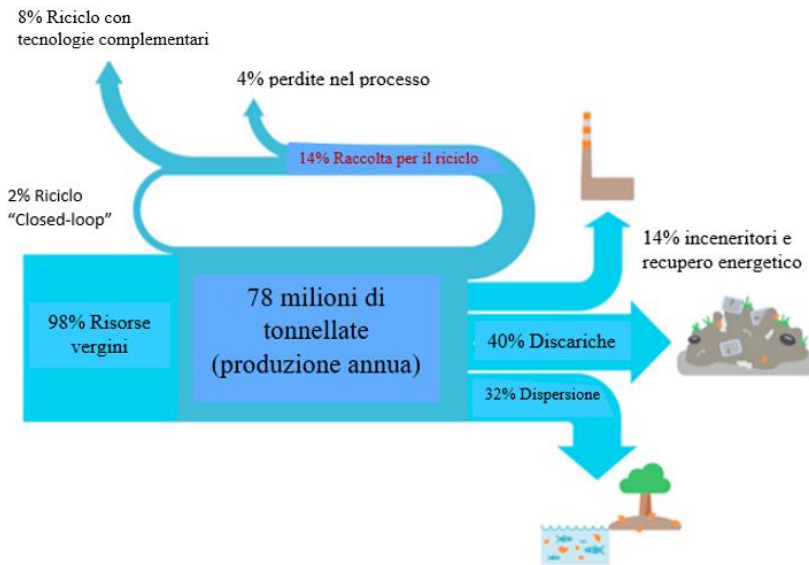 8% Riciclo con
tecnologie complementari
4% perdite nel processo
14% Raccolta per il riciclo
2% Riciclo
“Closed-loop”
14% inceneritori e
recupero energetico
98% Risorse
vergini
78 milioni di
tonnellate
(produzione annua)
40% Discariche
32% Dispersione